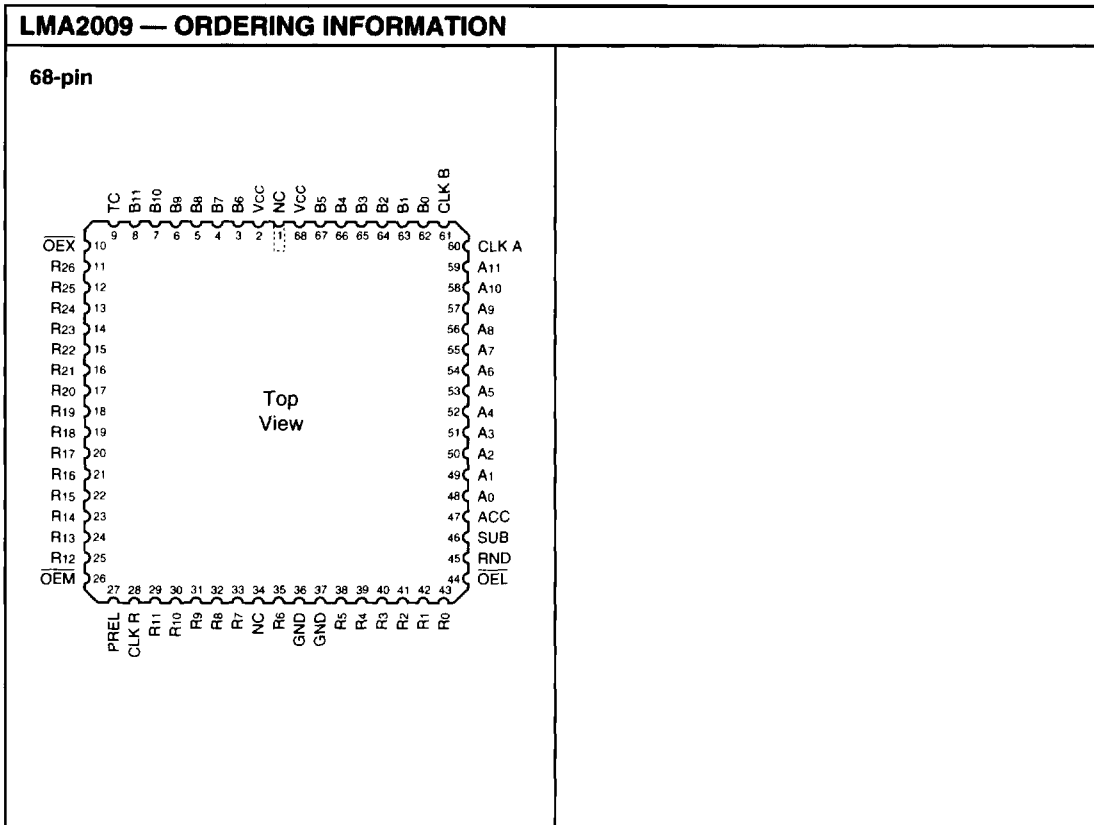 LMA2009 — ORDERING INFORMATION
68-pin
TC B11 B10 B9 B8 B7 B6 VCC NC VCC B5 B4 B3 B2 B1 B0 CLK B
9 8 7 6 5 4 3 2 1 68 67 66 65 64 63 62 61
OEX 10 60 CLK A
R26 11 59 A11
R25 12 58 A10
R24 13 57 A9
R23 14 56 A8
R22 15 55 A7
R21 16 54 A6
R20 17 53 A5
R19 18 52 A4
R18 19 51 A3
R17 20 50 A2
R16 21 49 A1
R15 22 48 A0
R14 23 47 ACC
R13 24 46 SUB
R12 25 45 RND
OEM 26 44 OEL
Top
View
27 28 29 30 31 32 33 34 35 36 37 38 39 40 41 42 43
PREL CLK R R11 R10 R9 R8 R7 NC R6 GND GND R5 R4 R3 R2 R1 R0